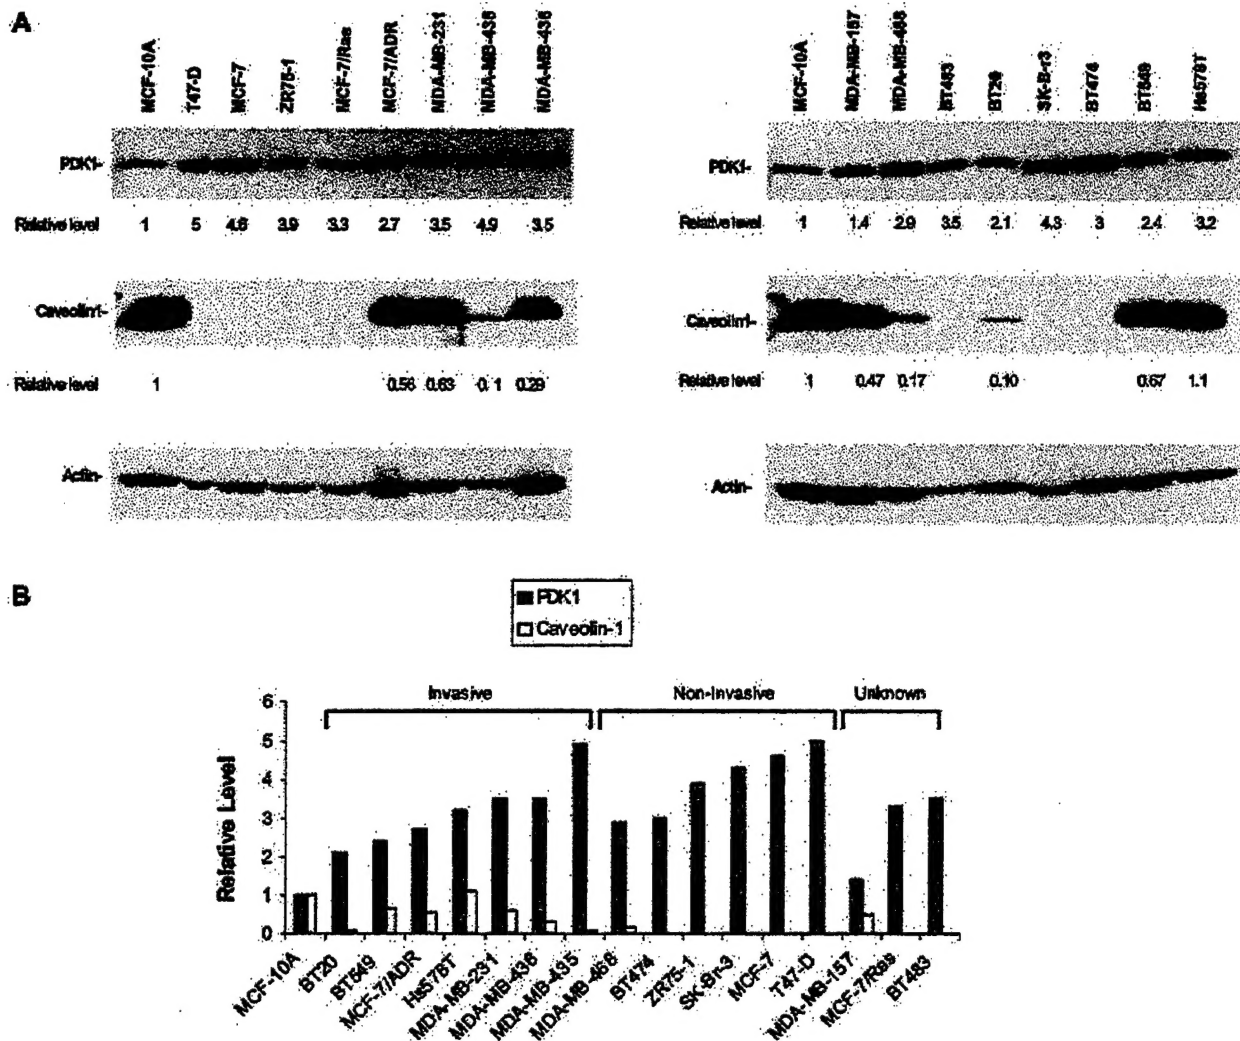 A
MCF-10A
T47-D
MCF-7
ZR75-1
MCF-7/Ras
MCF-7/ADR
MDA-MB-231
MDA-MB-435
MDA-MB-436
PDK1-
Relative level 1 5 4.6 3.9 3.3 2.7 3.5 4.9 3.5
Caveolin1-
Relative level 1 0.56 0.63 0.1 0.29
Actin-
MCF-10A
MDA-MB-157
MDA-MB-468
BT483
BT20
SK-B-r3
BT474
BT549
Hs578T
PDK1-
Relative level 1 1.4 2.9 3.5 2.1 4.3 3 2.4 3.2
Caveolin1-
Relative level 1 0.47 0.17 0.10 0.67 1.1
Actin-
B
PDK1
Caveolin-1
Invasive Non-Invasive Unknown
Relative Level
6
5
4
3
2
1
0
MCF-10A
BT20
BT549
MCF-7/ADR
Hs578T
MDA-MB-231
MDA-MB-436
MDA-MB-435
MDA-MB-468
BT474
ZR75-1
SK-Br-3
MCF-7
T47-D
MDA-MB-157
MCF-7/Ras
BT483